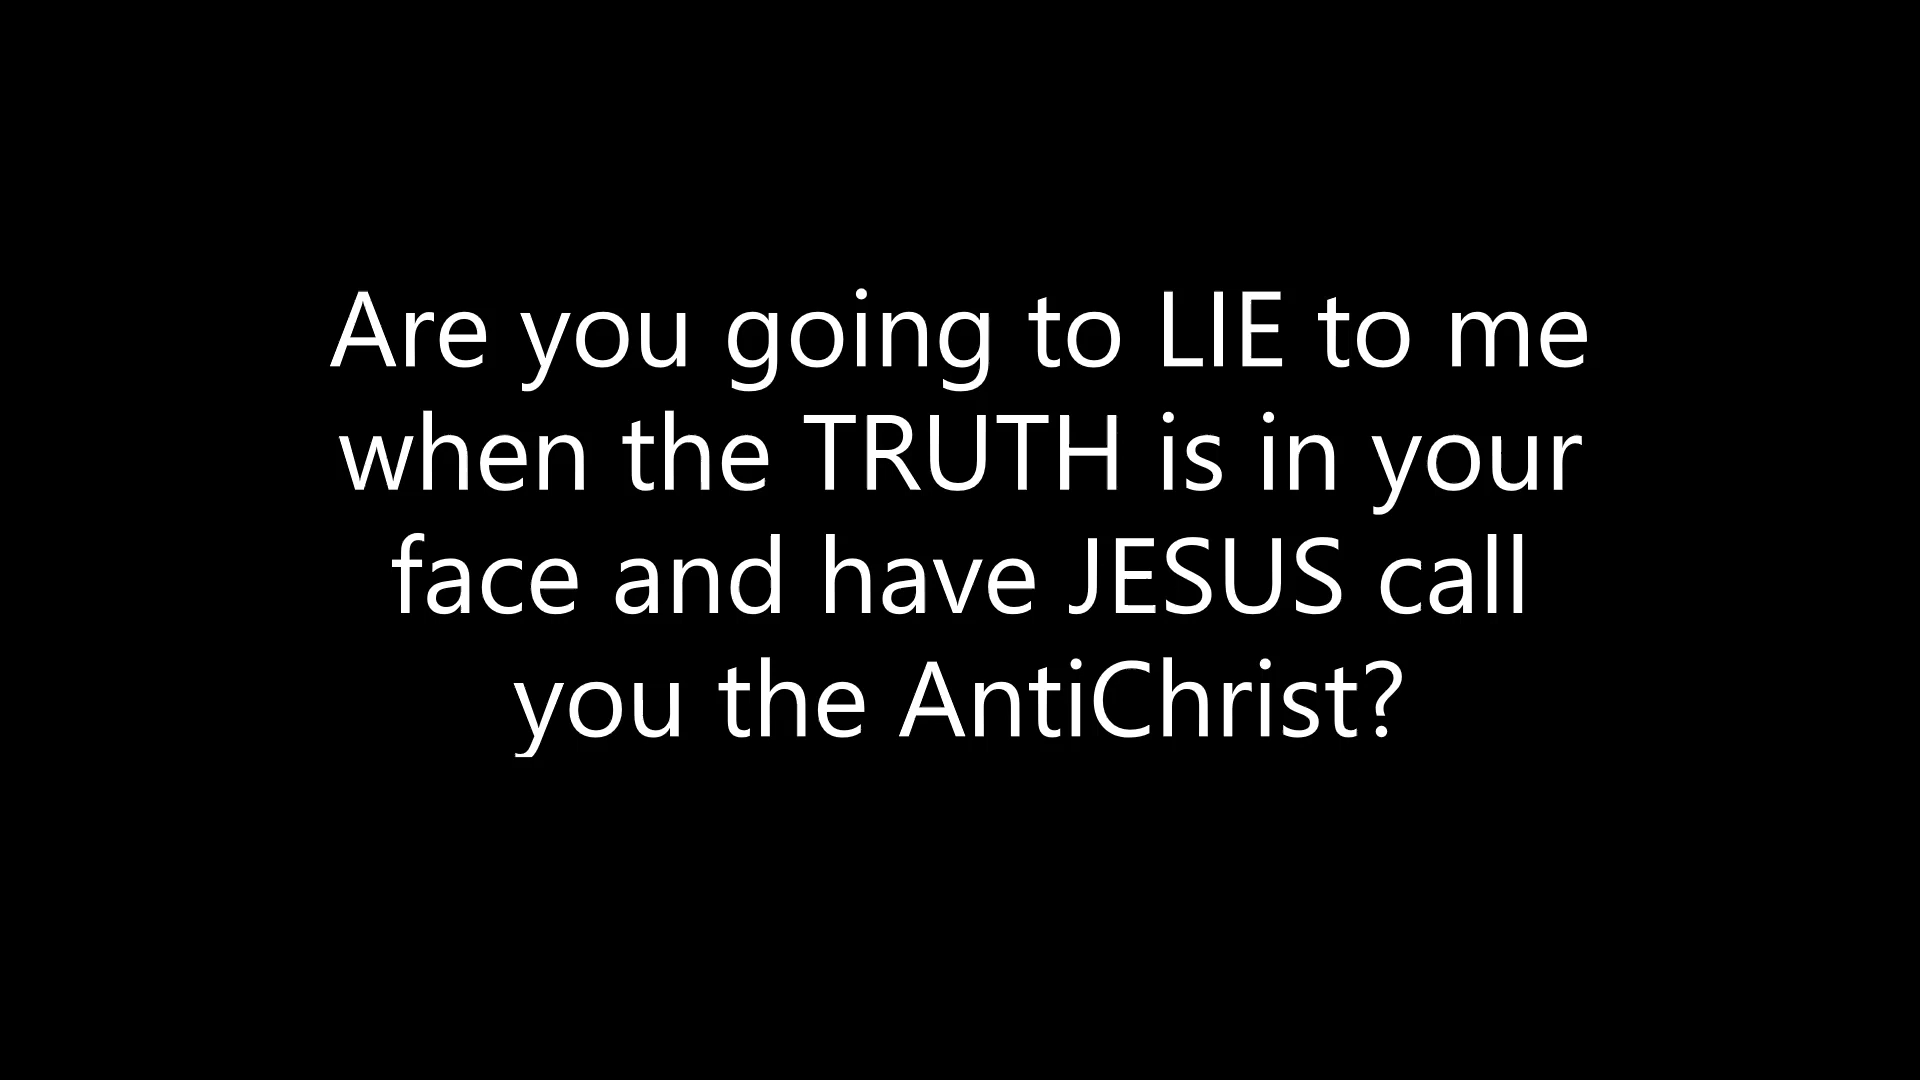 Are you going to LIE to me
when the TRUTH is in your
face and have JESUS call
you the AntiChrist?